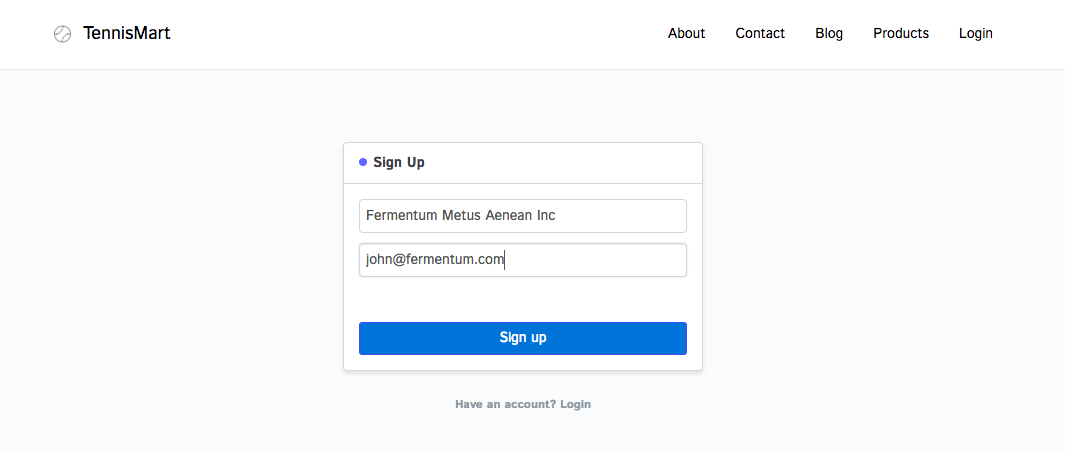 TennisMart About Contact Blog Products Login
Sign Up
Fermentum Metus Aenean Inc
john@fermentum.com
Sign up
Have an account? Login